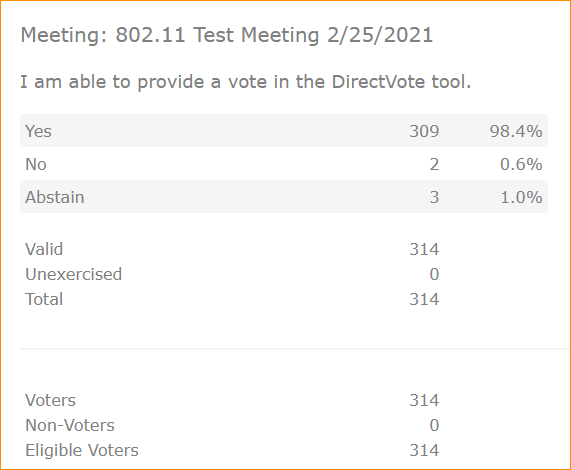 Meeting: 802.11 Test Meeting 2/25/2021
I am able to provide a vote in the DirectVote tool.
Yes 309 98.4%
No 2 0.6%
Abstain 3 1.0%
Valid 314
Unexercised 0
Total 314
Voters 314
Non-Voters 0
Eligible Voters 314